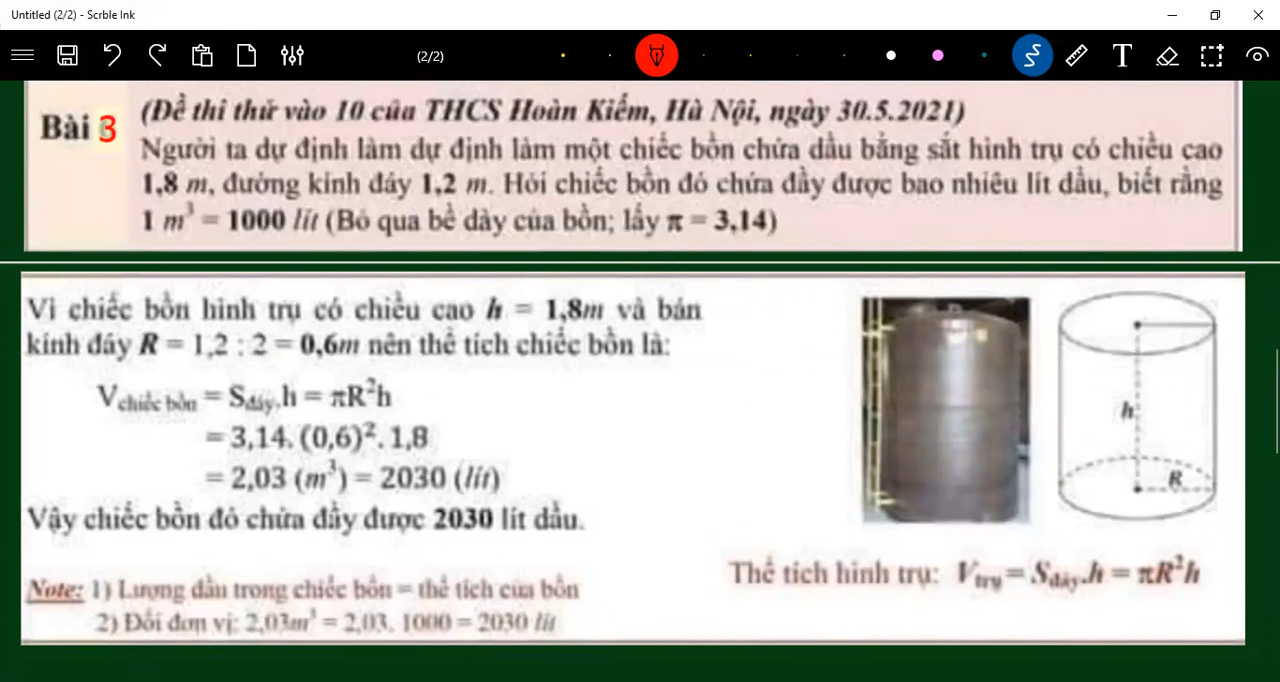 Untitled (2/2) - Scrble Ink
(2/2)
T
Bài 3
(Đề thi thử vào 10 của THCS Hoàn Kiếm, Hà Nội, ngày 30.5.2021)
Người ta dự định làm dự định làm một chiếc bồn chứa dầu bằng sắt hình trụ có chiều cao
1,8 m, đường kính đáy 1,2 m. Hỏi chiếc bồn đó chứa đầy được bao nhiêu lít dầu, biết rằng
1 m³ = 1000 lít (Bỏ qua bề dày của bồn; lấy π = 3,14)
Vì chiếc bồn hình trụ có chiều cao h = 1,8m và bán
kính đáy R = 1,2 : 2 = 0,6m nên thể tích chiếc bồn là:
V chiếc bồn = Sđáy.h = πR²h
= 3,14. (0,6)². 1,8
= 2,03 (m³) = 2030 (lít)
Vậy chiếc bồn đó chứa đầy được 2030 lít dầu.
Note: 1) Lượng dầu trong chiếc bồn = thể tích của bồn
2) Đổi đơn vị: 2,03m³ = 2,03. 1000 = 2030 lít
h
R
Thể tích hình trụ: Vtrụ = Sđáy.h = πR²h